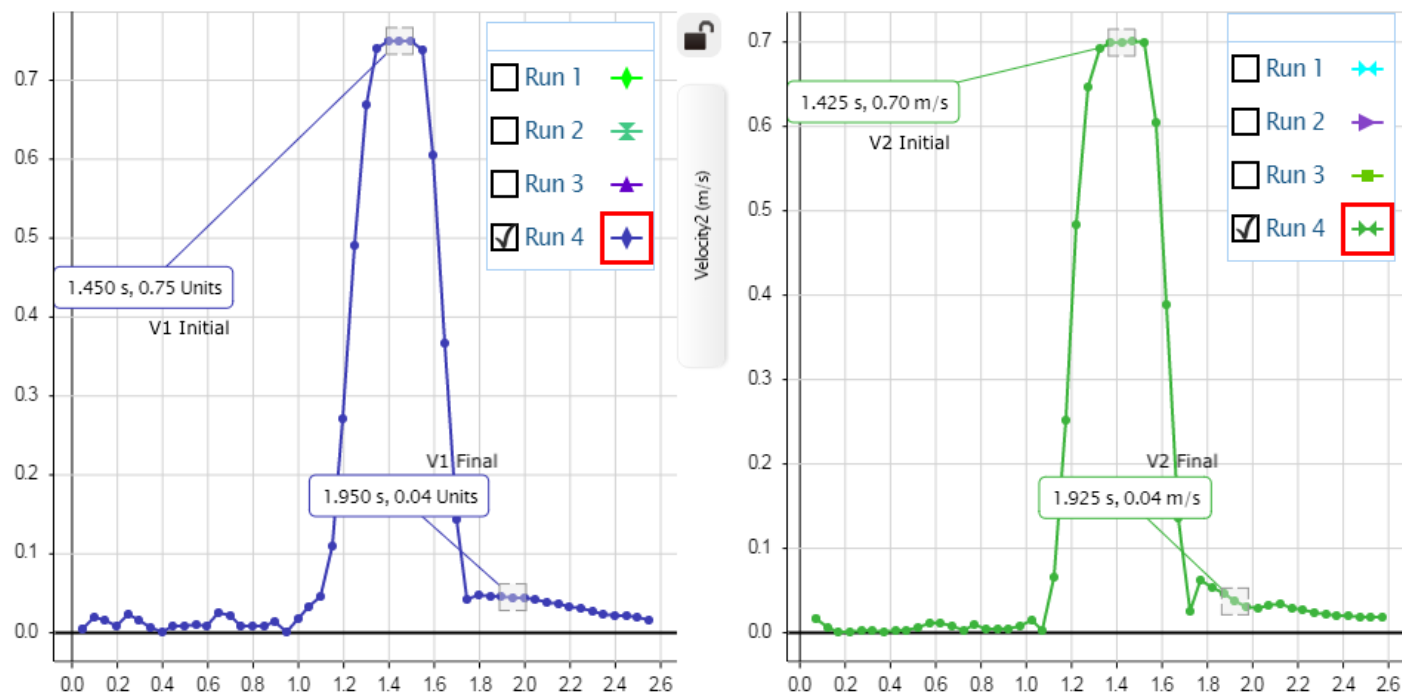 0.7
0.6
0.5
0.4
0.3
0.2
0.1
0.0
0.0 0.2 0.4 0.6 0.8 1.0 1.2 1.4 1.6 1.8 2.0 2.2 2.4 2.6
1.450 s, 0.75 Units
V1 Initial
V1 Final
1.950 s, 0.04 Units
Run 1
Run 2
Run 3
Run 4
Velocity2 (m/s)
0.7
0.6
0.5
0.4
0.3
0.2
0.1
0.0
0.0 0.2 0.4 0.6 0.8 1.0 1.2 1.4 1.6 1.8 2.0 2.2 2.4 2.6
1.425 s, 0.70 m/s
V2 Initial
V2 Final
1.925 s, 0.04 m/s
Run 1
Run 2
Run 3
Run 4